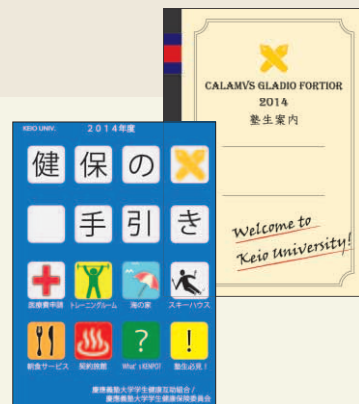 CALAMVS GLADIO FORTIOR
2014
塾生案内
Welcome to
Keio University!
KEIO UNIV. 2014年度
健保の
手引き
医療費申請 トレーニングルーム 海の家 スキーハウス
朝食サービス 契約旅館 What's KENPO? 塾生必見!
慶應義塾大学学生健康互助組合/
慶應義塾大学学生健康保険委員会